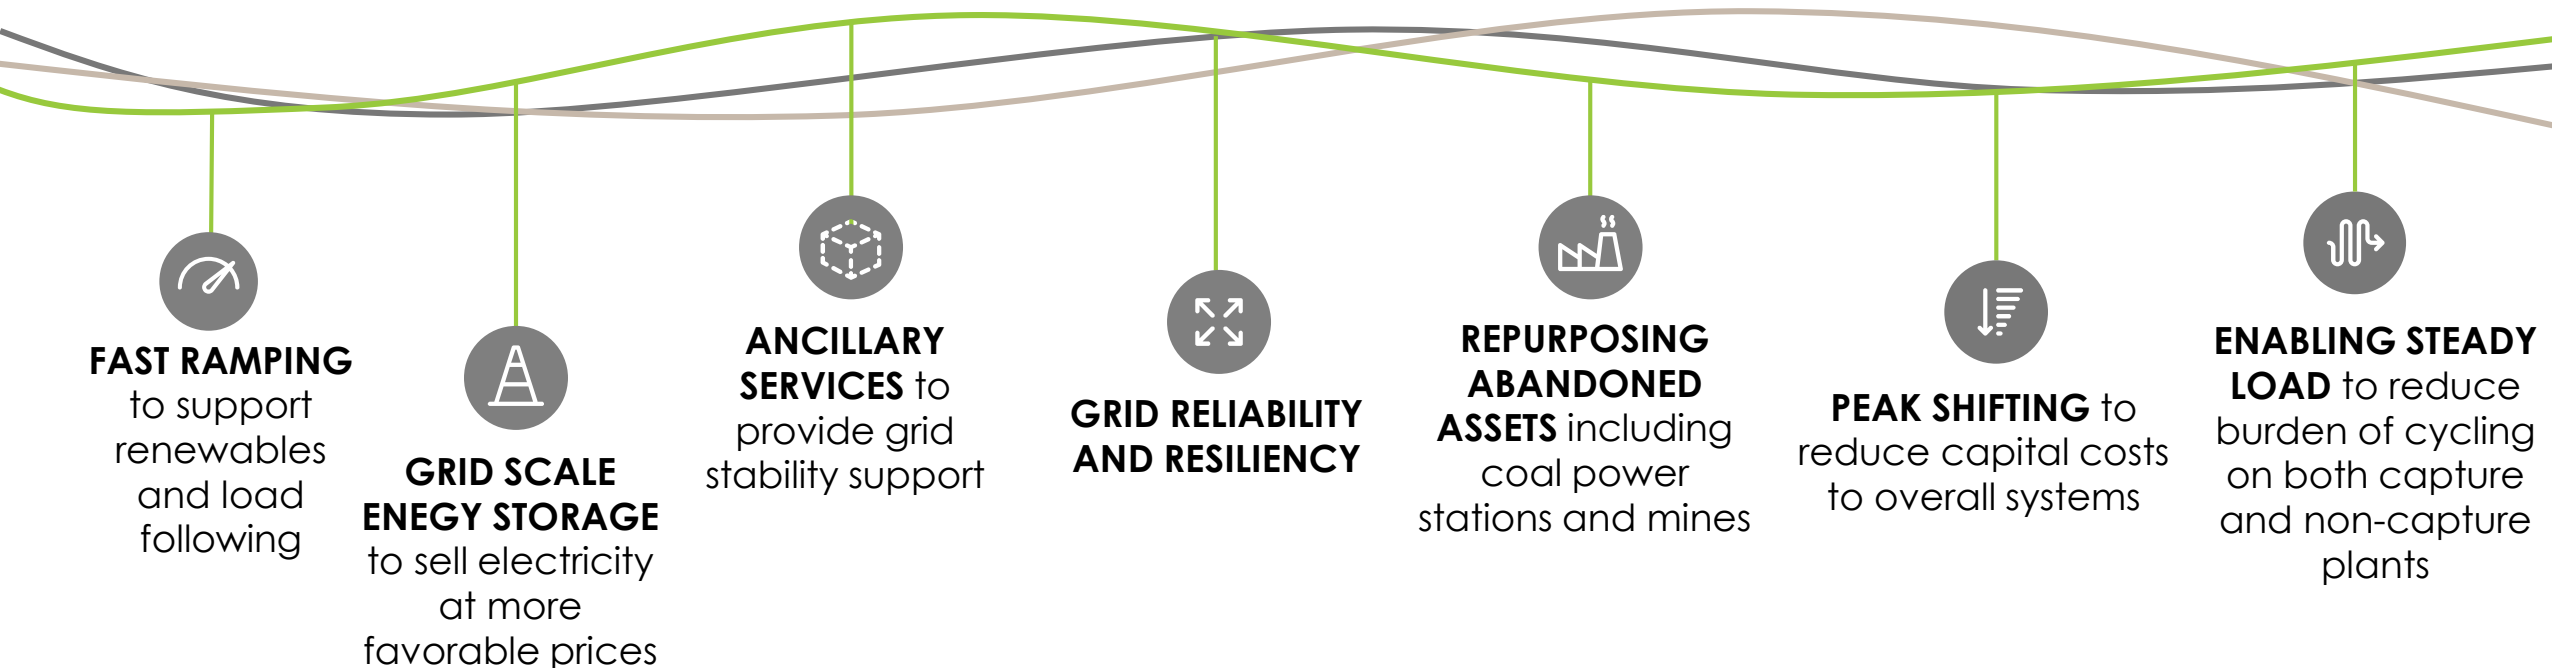 FAST RAMPING
to support
renewables
and load
following
GRID SCALE
ENEGY STORAGE
to sell electricity
at more
favorable prices
ANCILLARY
SERVICES to
provide grid
stability support
GRID RELIABILITY
AND RESILIENCY
REPURPOSING
ABANDONED
ASSETS including
coal power
stations and mines
PEAK SHIFTING to
reduce capital costs
to overall systems
ENABLING STEADY
LOAD to reduce
burden of cycling
on both capture
and non-capture
plants